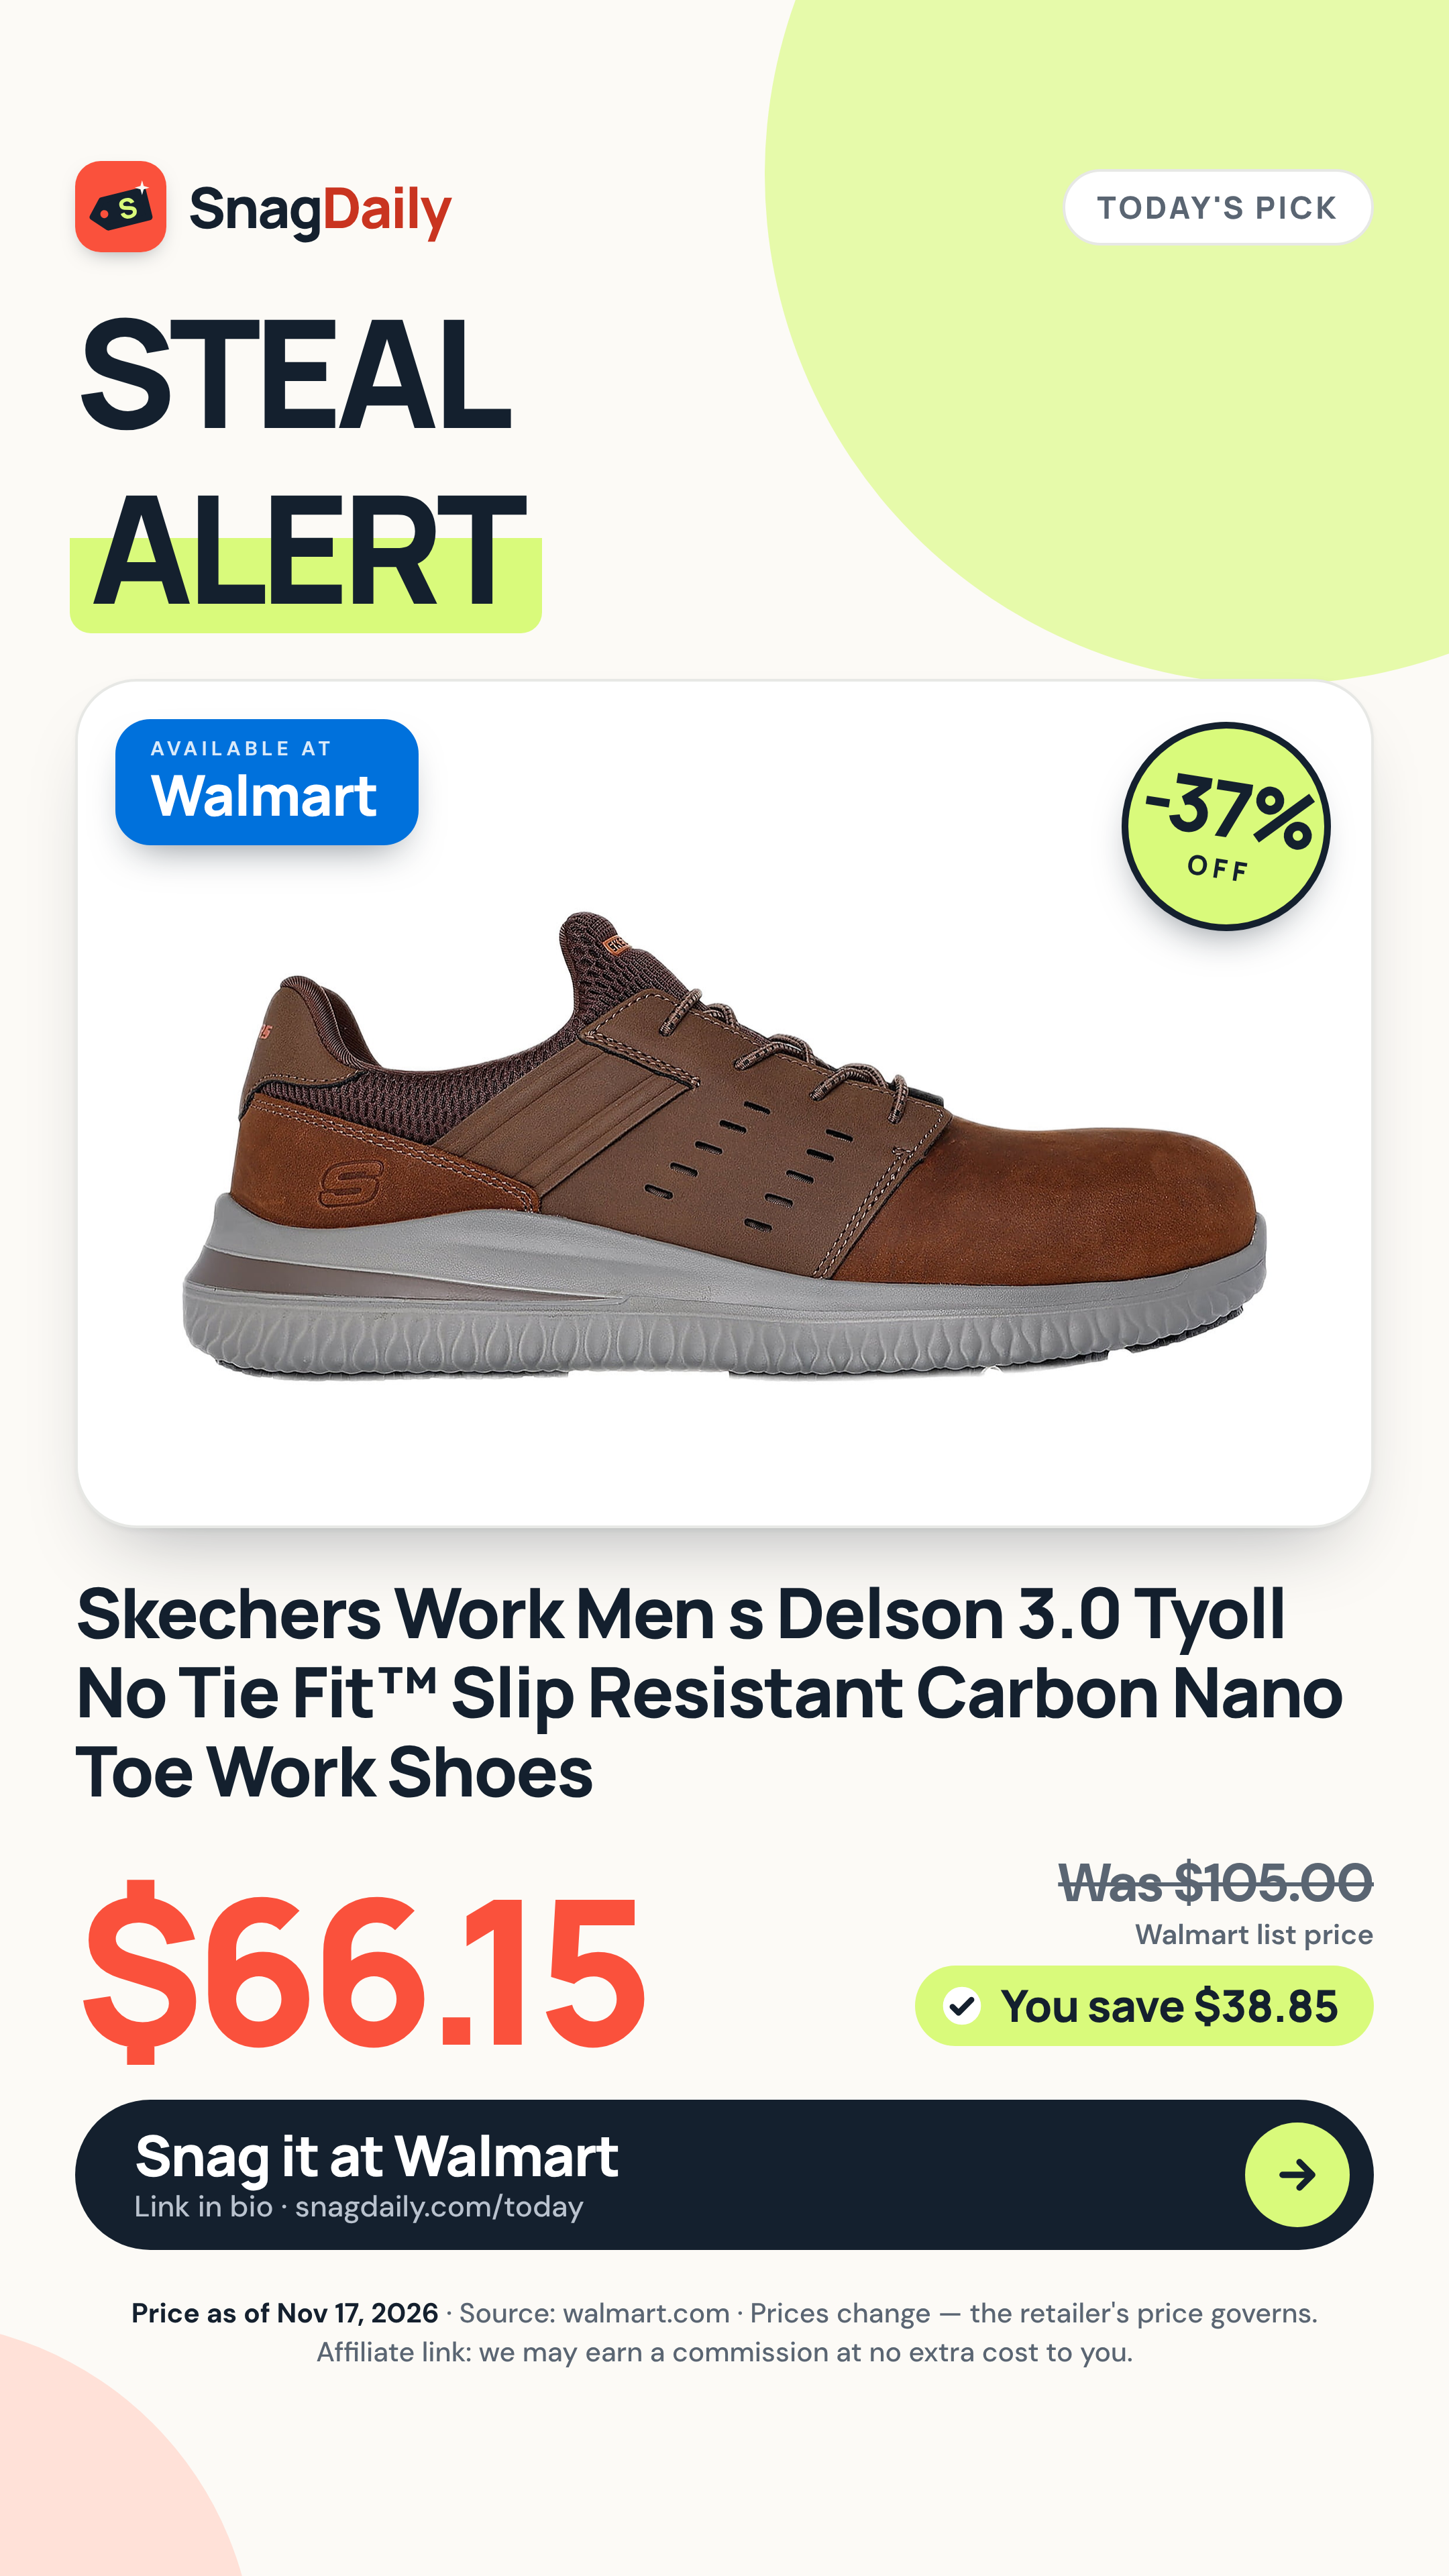 S
SnagDaily
TODAY'S PICK
STEAL
ALERT
AVAILABLE AT
Walmart
-37%
OFF
S
Skechers Work Men s Delson 3.0 Tyoll
No Tie Fit™ Slip Resistant Carbon Nano
Toe Work Shoes
$66.15
Was $105.00
Walmart list price
You save $38.85
Snag it at Walmart
Link in bio · snagdaily.com/today
Price as of Nov 17, 2026 · Source: walmart.com · Prices change — the retailer's price governs.
Affiliate link: we may earn a commission at no extra cost to you.